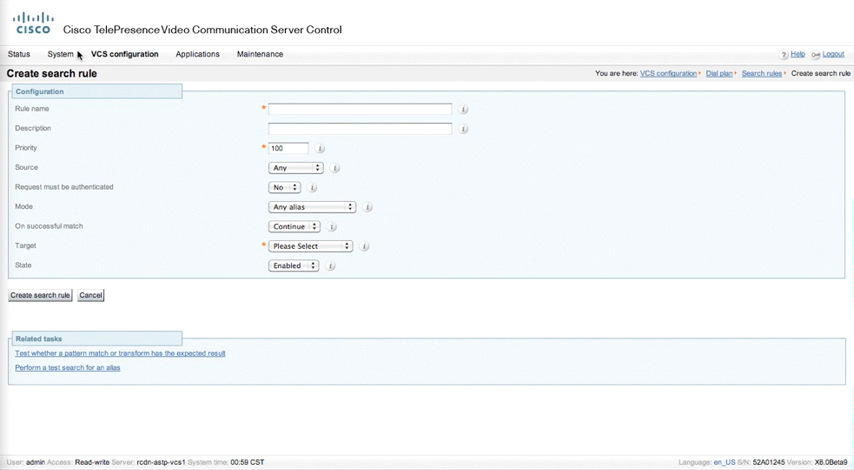 CISCO Cisco TelePresence Video Communication Server Control
Status System VCS configuration Applications Maintenance ? Help Logout
Create search rule You are here: VCS configuration Dial plan Search rules Create search rule
Configuration
Rule name * i
Description i
Priority * 100 i
Source Any i
Request must be authenticated No i
Mode Any alias i
On successful match Continue i
Target * Please Select i
State Enabled i
Create search rule Cancel
Related tasks
Test whether a pattern match or transform has the expected result
Perform a test search for an alias
User: admin Access: Read-write Server: rcdn-astp-vcs1 System time: 00:59 CST Language: en_US S/N: 52A01245 Version: X6.0Beta9